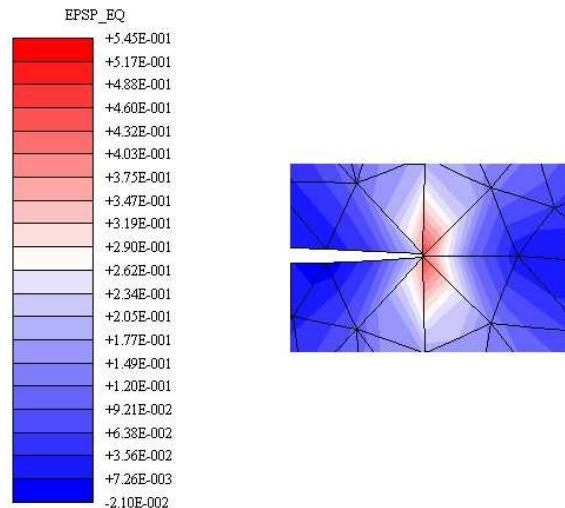 EPSP_EQ
+5.45E-001
+5.17E-001
+4.88E-001
+4.60E-001
+4.32E-001
+4.03E-001
+3.75E-001
+3.47E-001
+3.19E-001
+2.90E-001
+2.62E-001
+2.34E-001
+2.05E-001
+1.77E-001
+1.49E-001
+1.20E-001
+9.21E-002
+6.38E-002
+3.56E-002
+7.26E-003
-2.10E-002